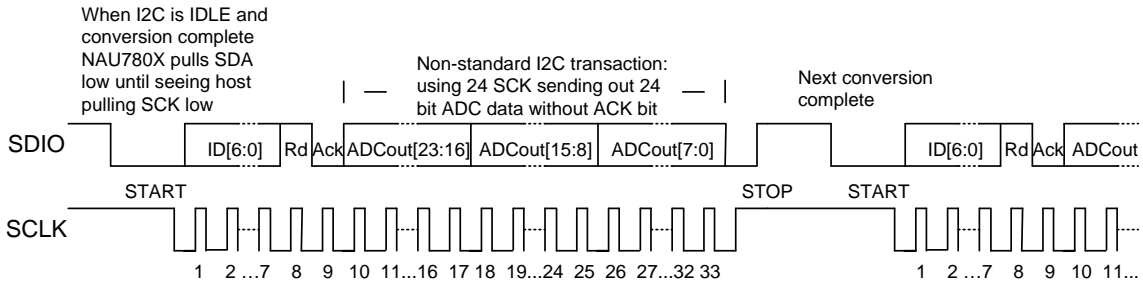 When I2C is IDLE and
conversion complete
NAU780X pulls SDA
low until seeing host
pulling SCK low
Non-standard I2C transaction:
using 24 SCK sending out 24
bit ADC data without ACK bit
Next conversion
complete
SDIO ID[6:0] Rd Ack ADCout[23:16] ADCout[15:8] ADCout[7:0] ID[6:0] Rd Ack ADCout
START STOP START
SCLK
1 2 …7 8 9 10 11...16 17 18 19...24 25 26 27...32 33 1 2 …7 8 9 10 11...